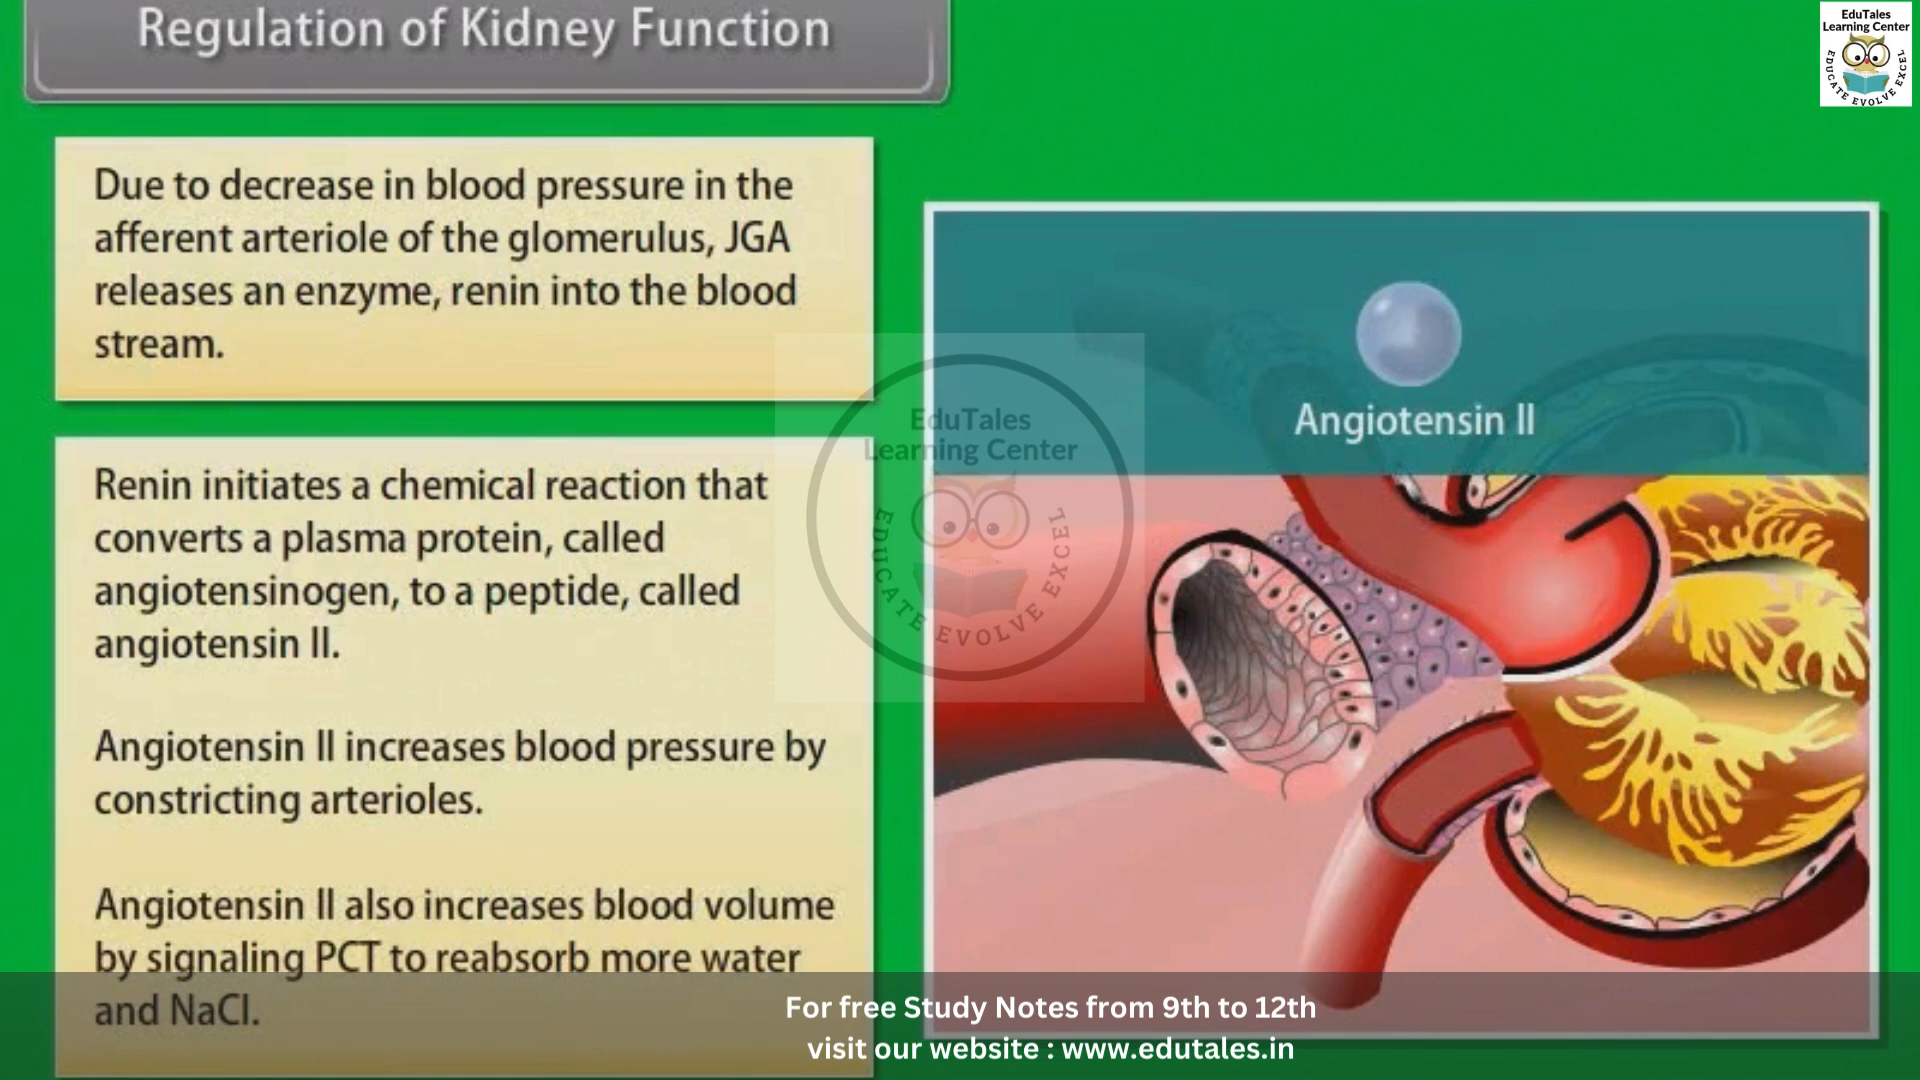 Regulation of Kidney Function
EduTales
Learning Center
EDUCATE EVOLVE EXCEL
Due to decrease in blood pressure in the
afferent arteriole of the glomerulus, JGA
releases an enzyme, renin into the blood
stream.
Renin initiates a chemical reaction that
converts a plasma protein, called
angiotensinogen, to a peptide, called
angiotensin II.
Angiotensin II increases blood pressure by
constricting arterioles.
Angiotensin II also increases blood volume
by signaling PCT to reabsorb more water
and NaCl.
EduTales
Learning Center
EDUCATE EVOLVE EXCEL
Angiotensin II
For free Study Notes from 9th to 12th
visit our website : www.edutales.in